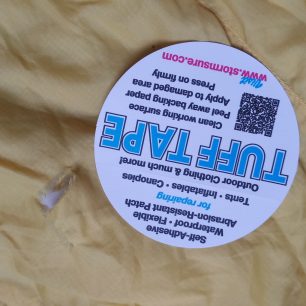 Self-Adhesive
Waterproof • Flexible
Abrasion-Resistant Patch
for repairing
Tents • Inflatables • Canopies
Outdoor Clothing & much more!
TUFF TAPE
Clean working surface
Peel away backing paper
Apply to damaged area
Press on firmly
www.stormsure.com